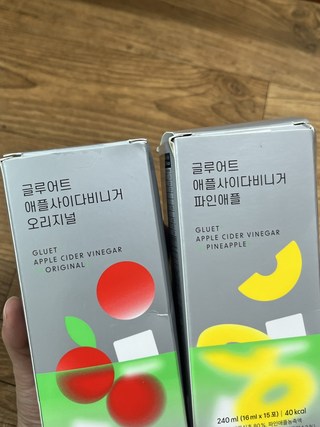 글루어트
애플사이다비니거
오리지널
GLUET
APPLE CIDER VINEGAR
ORIGINAL
글루어트
애플사이다비니거
파인애플
GLUET
APPLE CIDER VINEGAR
PINEAPPLE
240 ml (16 ml x 15포) | 40 kcal